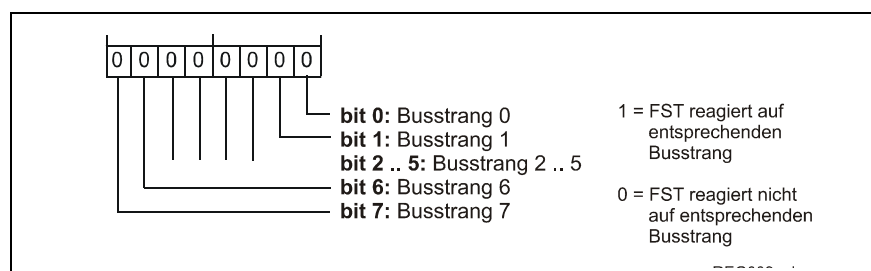 0 0 0 0 0 0 0 0
bit 0: Busstrang 0
bit 1: Busstrang 1
bit 2 .. 5: Busstrang 2 .. 5
bit 6: Busstrang 6
bit 7: Busstrang 7
1 = FST reagiert auf
entsprechenden
Busstrang
0 = FST reagiert nicht
auf entsprechenden
Busstrang